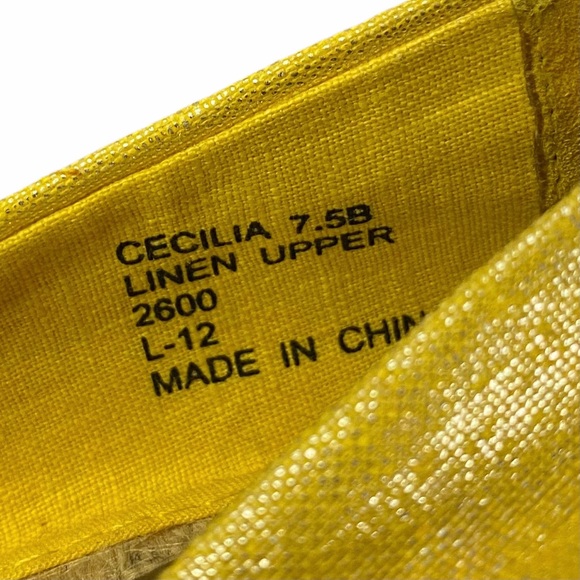 CECILIA 7.5B
LINEN UPPER
2600
L-12
MADE IN CHIN